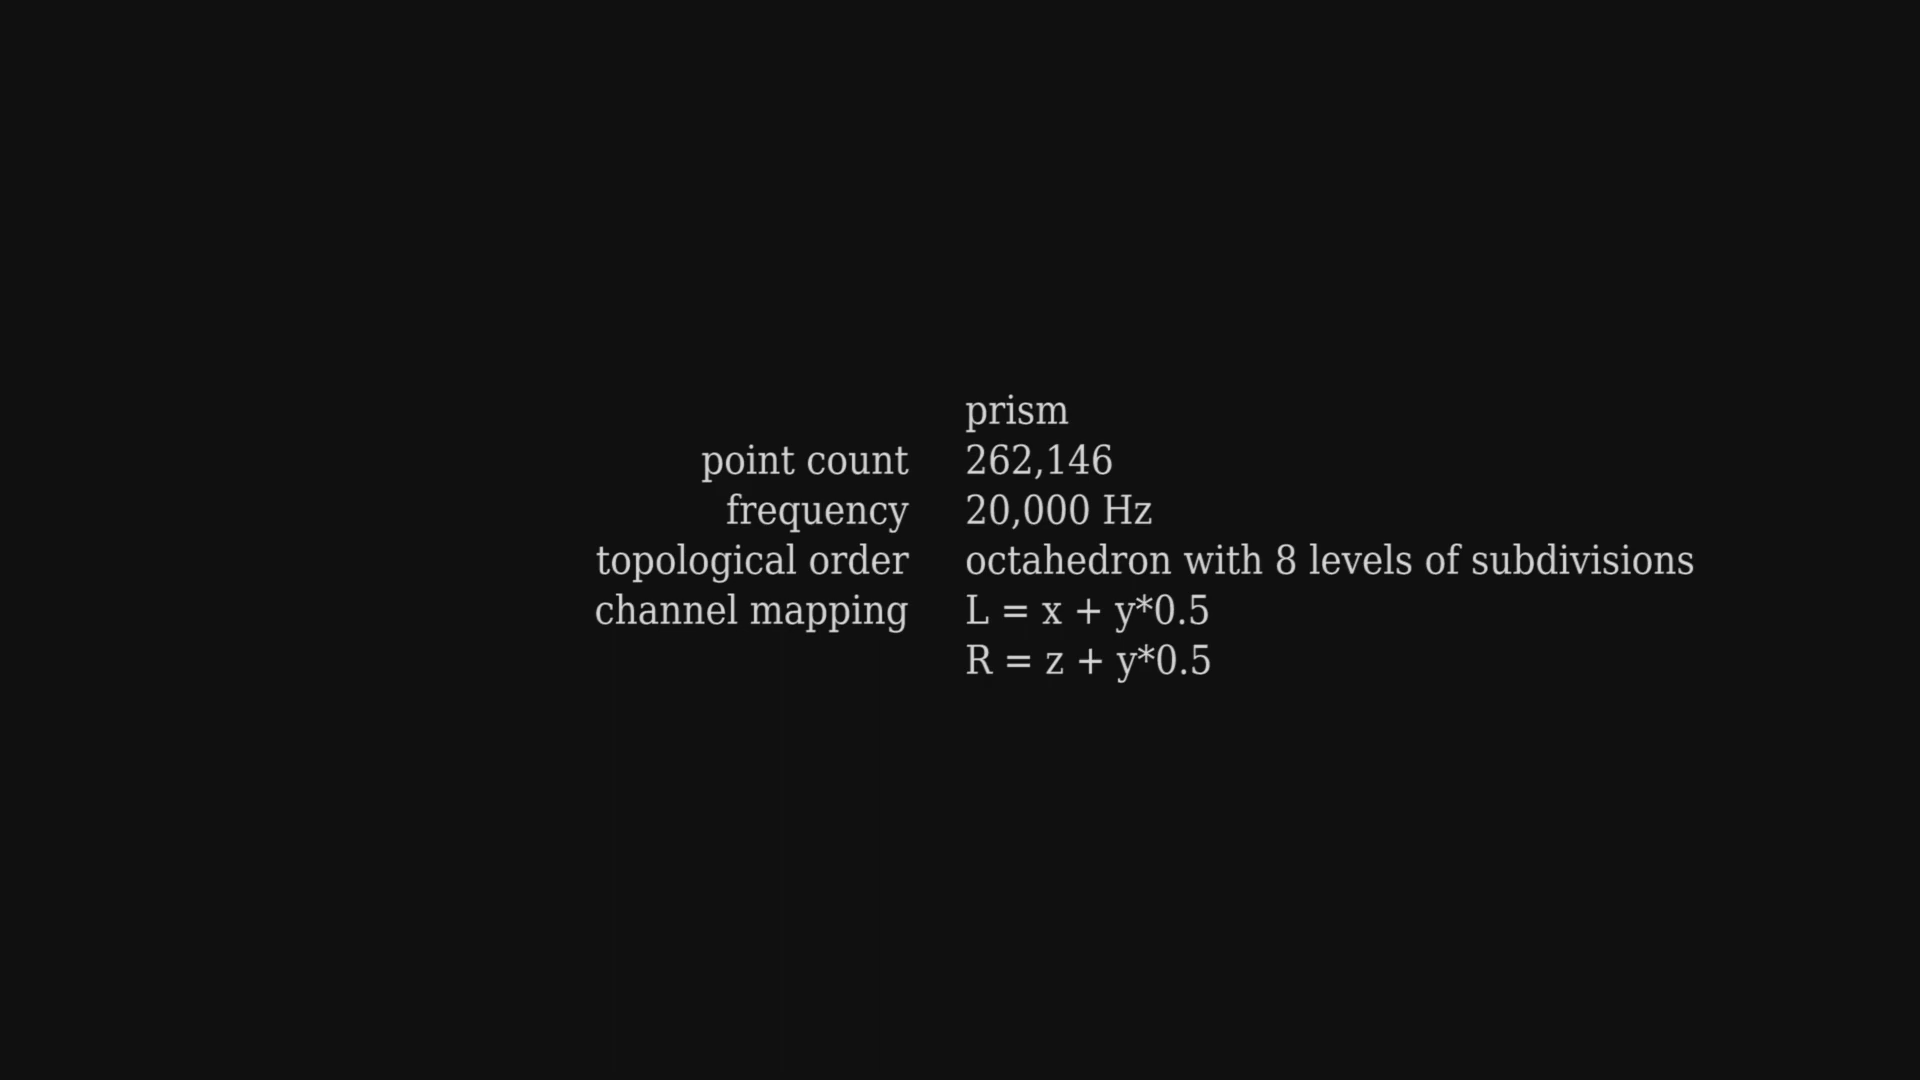 prism
point count 262,146
frequency 20,000 Hz
topological order octahedron with 8 levels of subdivisions
channel mapping L = x + y*0.5
R = z + y*0.5